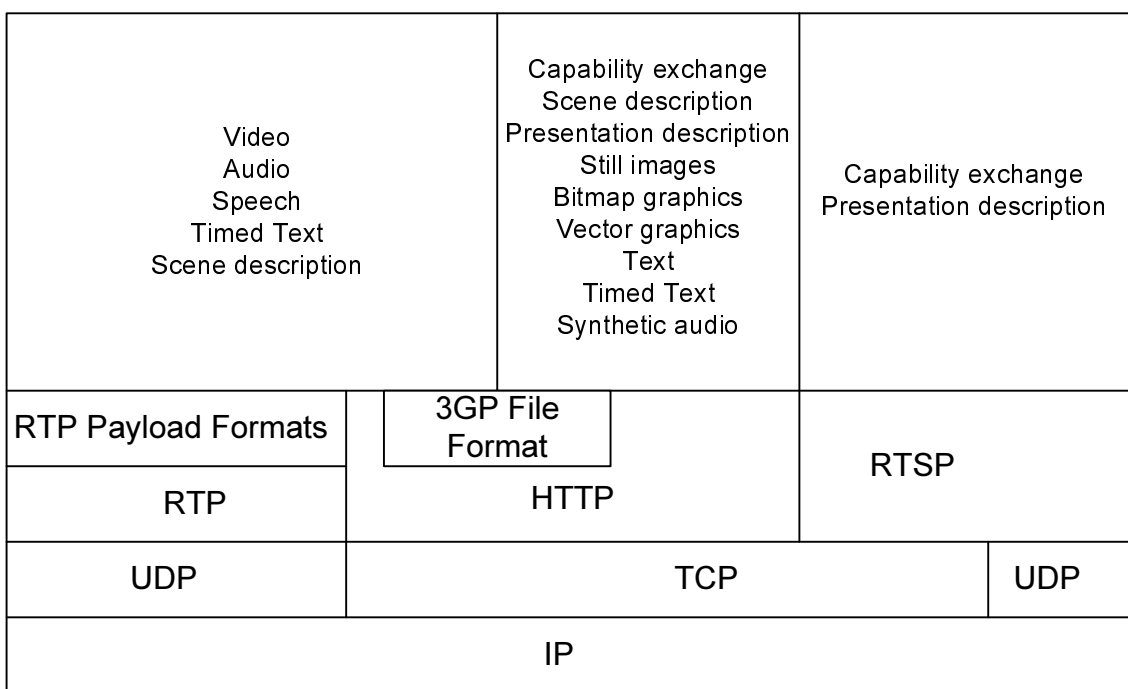 Video
Audio
Speech
Timed Text
Scene description
Capability exchange
Scene description
Presentation description
Still images
Bitmap graphics
Vector graphics
Text
Timed Text
Synthetic audio
Capability exchange
Presentation description
RTP Payload Formats
3GP File
Format
RTP
HTTP
RTSP
UDP
TCP
UDP
IP